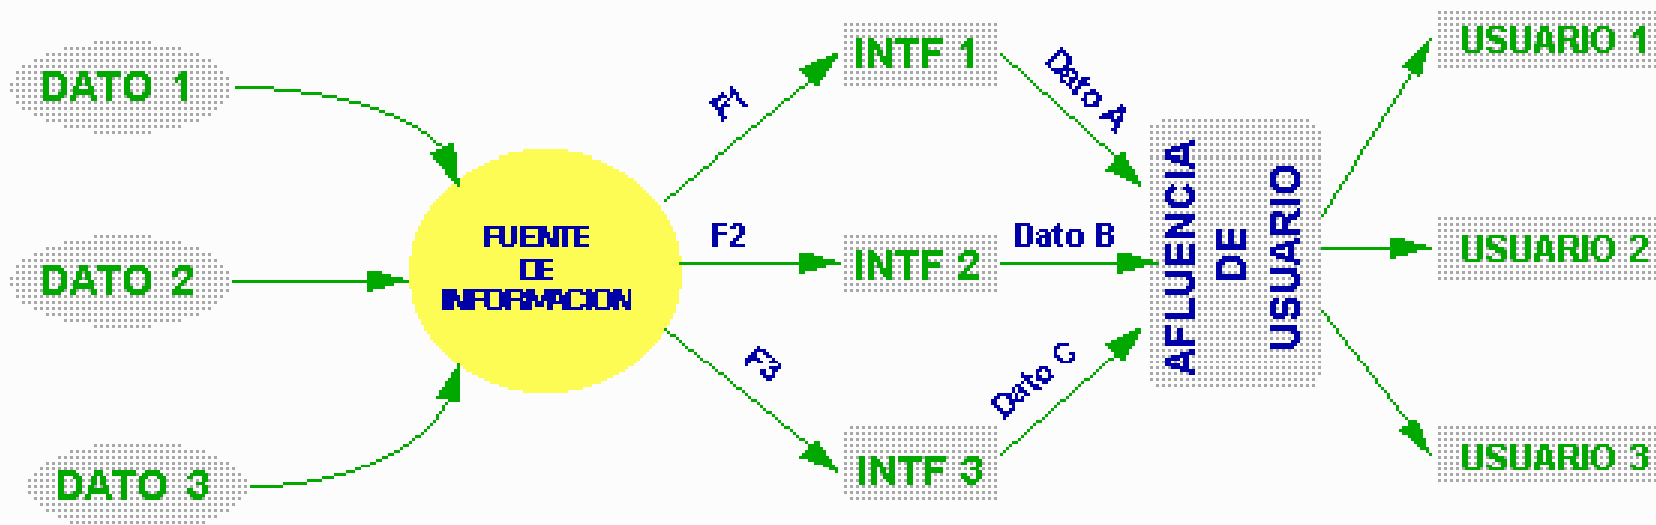 DATO 1
DATO 2
DATO 3
FUENTE
DE
INFORMACION
F1
F2
F3
INTF 1
INTF 2
INTF 3
Dato A
Dato B
Dato C
AFLUENCIA
DE
USUARIO
USUARIO 1
USUARIO 2
USUARIO 3